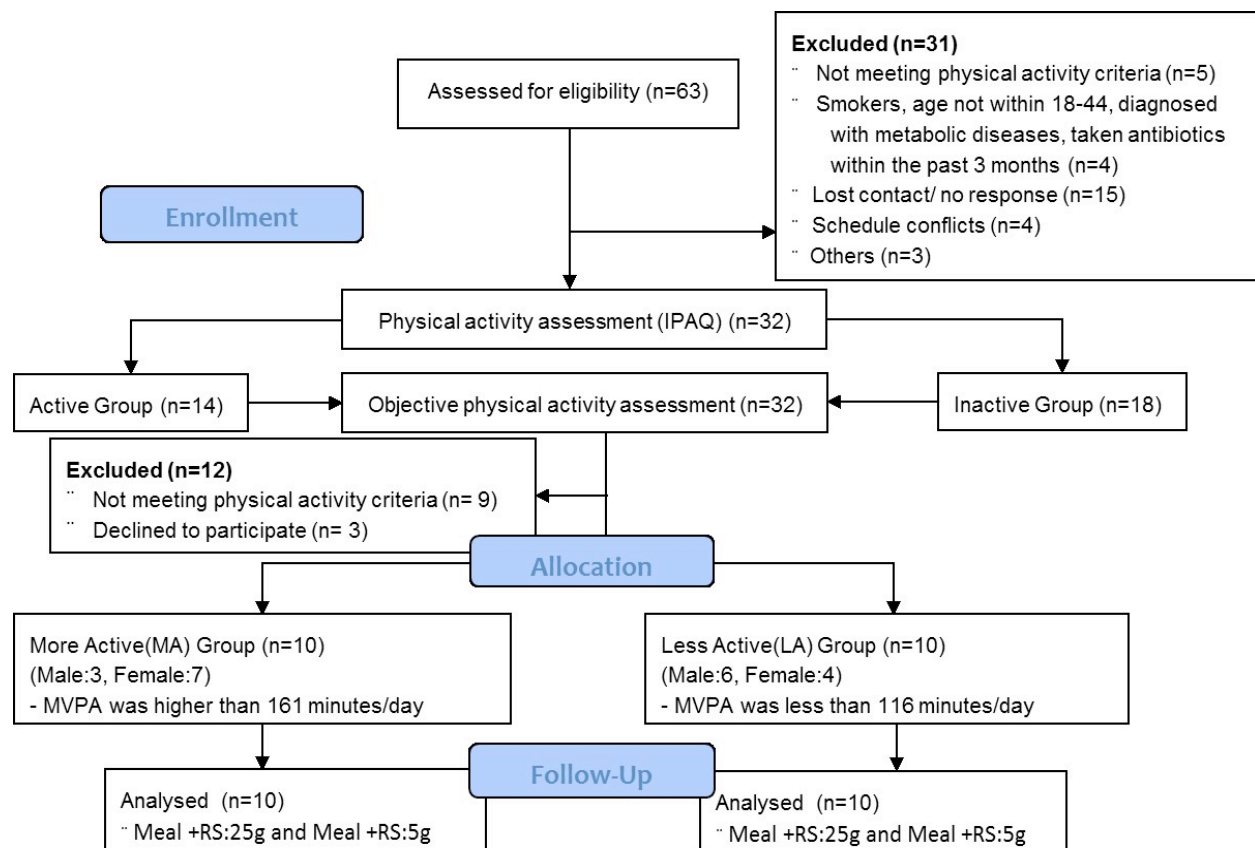 Assessed for eligibility (n=63)
Excluded (n=31)
¨ Not meeting physical activity criteria (n=5)
¨ Smokers, age not within 18-44, diagnosed
with metabolic diseases, taken antibiotics
within the past 3 months (n=4)
¨ Lost contact/ no response (n=15)
¨ Schedule conflicts (n=4)
¨ Others (n=3)
Enrollment
Physical activity assessment (IPAQ) (n=32)
Active Group (n=14)
Objective physical activity assessment (n=32)
Inactive Group (n=18)
Excluded (n=12)
¨ Not meeting physical activity criteria (n= 9)
¨ Declined to participate (n= 3)
Allocation
More Active(MA) Group (n=10)
(Male:3, Female:7)
- MVPA was higher than 161 minutes/day
Less Active(LA) Group (n=10)
(Male:6, Female:4)
- MVPA was less than 116 minutes/day
Follow-Up
Analysed (n=10)
¨ Meal +RS:25g and Meal +RS:5g
Analysed (n=10)
¨ Meal +RS:25g and Meal +RS:5g